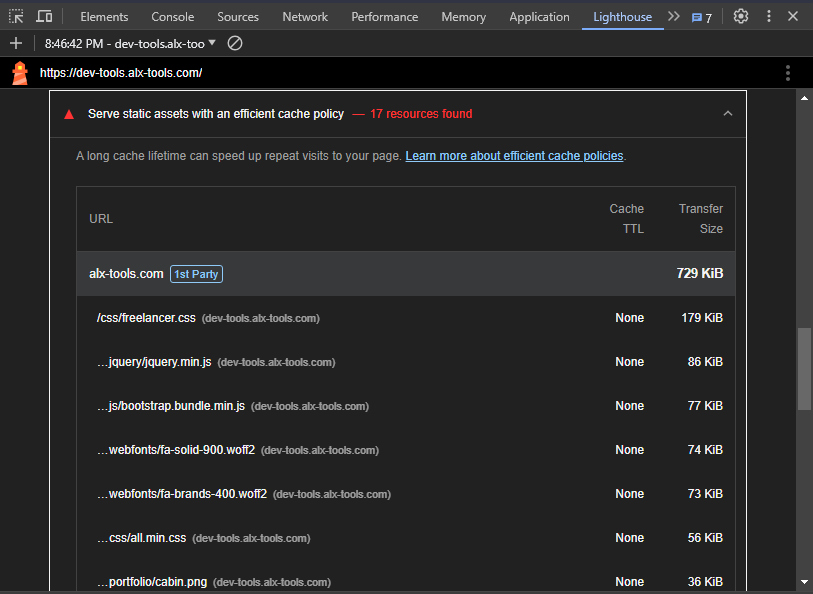 Elements Console Sources Network Performance Memory Application Lighthouse 7
8:46:42 PM - dev-tools.alx-too
https://dev-tools.alx-tools.com/
Serve static assets with an efficient cache policy — 17 resources found
A long cache lifetime can speed up repeat visits to your page. Learn more about efficient cache policies.
URL Cache TTL Transfer Size
alx-tools.com 1st Party 729 KiB
/css/freelancer.css (dev-tools.alx-tools.com) None 179 KiB
…jquery/jquery.min.js (dev-tools.alx-tools.com) None 86 KiB
…js/bootstrap.bundle.min.js (dev-tools.alx-tools.com) None 77 KiB
…webfonts/fa-solid-900.woff2 (dev-tools.alx-tools.com) None 74 KiB
…webfonts/fa-brands-400.woff2 (dev-tools.alx-tools.com) None 73 KiB
…css/all.min.css (dev-tools.alx-tools.com) None 56 KiB
…portfolio/cabin.png (dev-tools.alx-tools.com) None 36 KiB